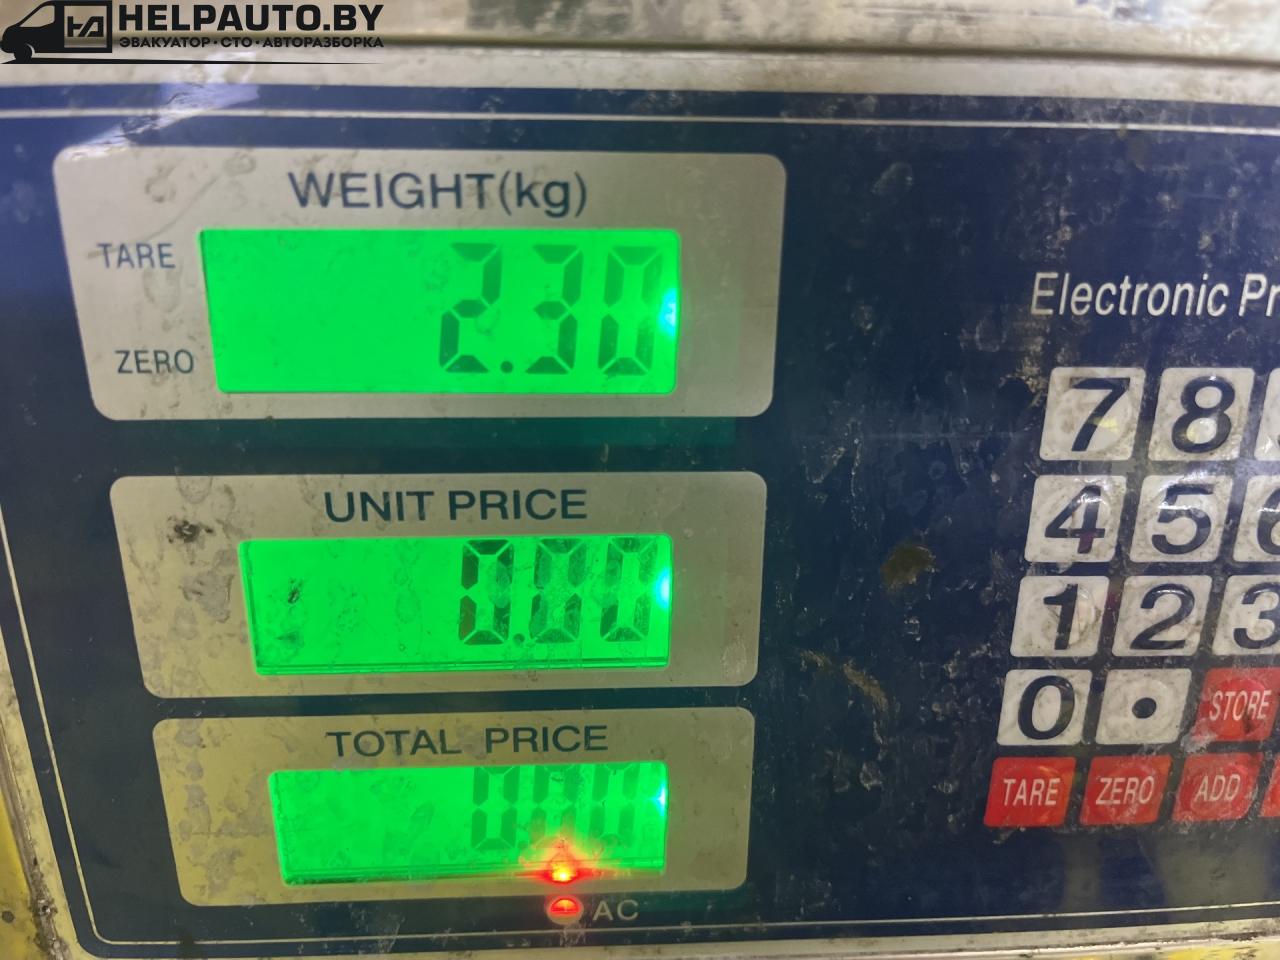 HELPAUTO.BY
ЭВАКУАТОР•СТО•АВТОРАЗБОРКА
WEIGHT(kg)
TARE
2.30
ZERO
Electronic
7 8
UNIT PRICE
0.00
4 5 6
1 2 3
0 • STORE
TOTAL PRICE
0.00
TARE ZERO ADD
AC